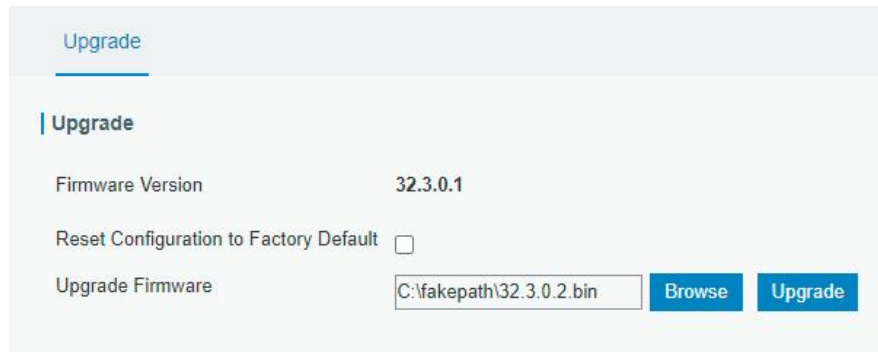 Upgrade
Upgrade
Firmware Version 32.3.0.1
Reset Configuration to Factory Default
Upgrade Firmware C:\fakepath\32.3.0.2.bin Browse Upgrade